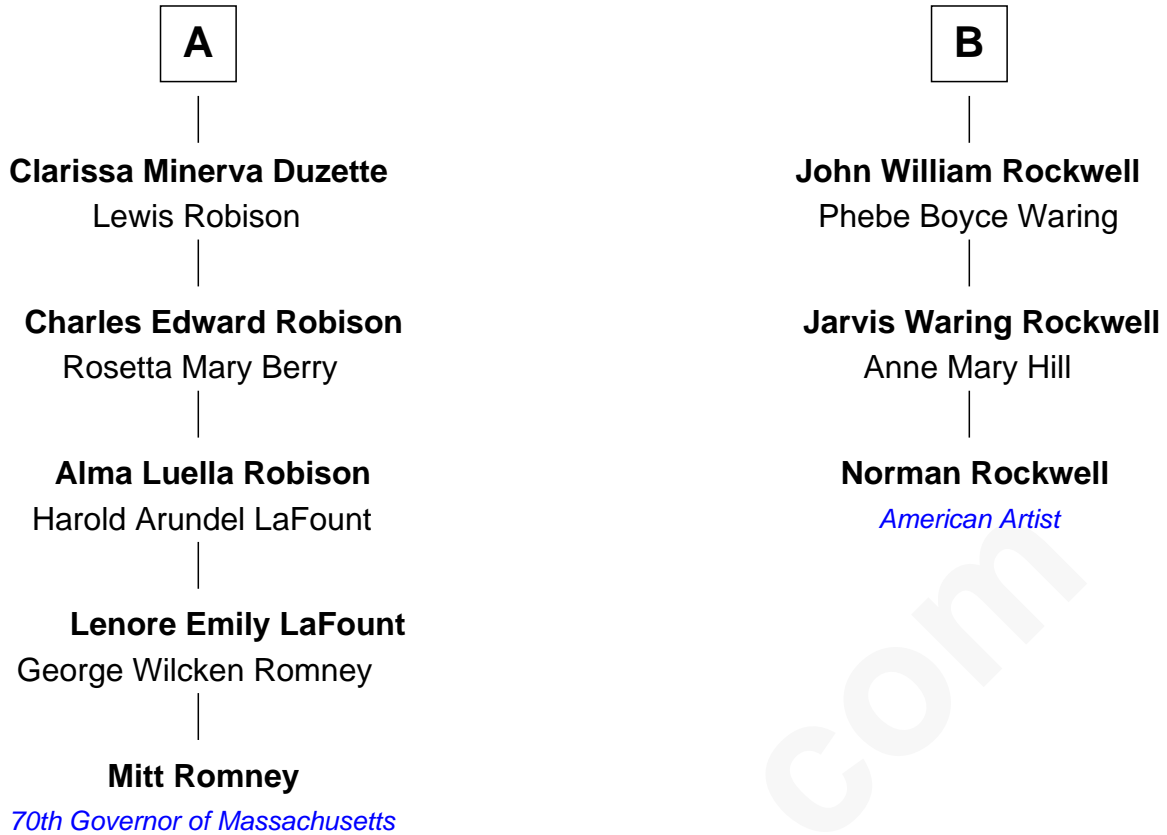 A
Clarissa Minerva Duzette
Lewis Robison
Charles Edward Robison
Rosetta Mary Berry
Alma Luella Robison
Harold Arundel LaFount
Lenore Emily LaFount
George Wilcken Romney
Mitt Romney
70th Governor of Massachusetts
B
John William Rockwell
Phebe Boyce Waring
Jarvis Waring Rockwell
Anne Mary Hill
Norman Rockwell
American Artist
com